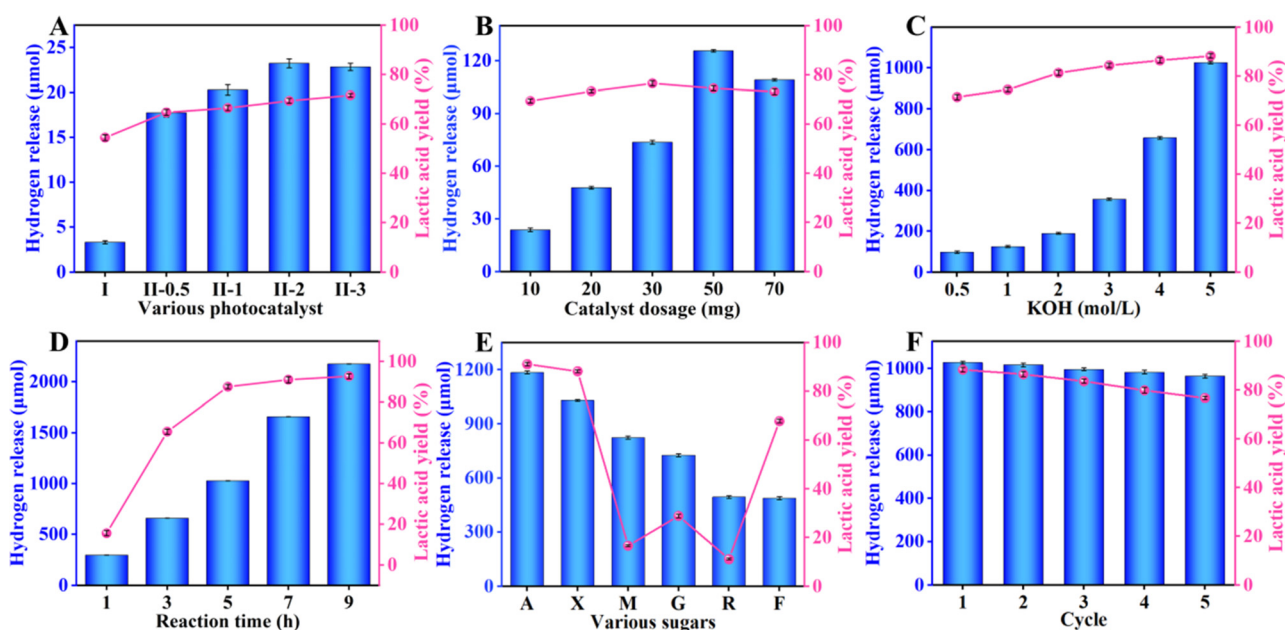 A
Hydrogen release (μmol)
25
20
15
10
5
0
100
80
60
40
20
0
Lactic acid yield (%)
I II-0.5 II-1 II-2 II-3
Various photocatalyst
B
Hydrogen release (μmol)
120
90
60
30
0
100
80
60
40
20
0
Lactic acid yield (%)
10 20 30 50 70
Catalyst dosage (mg)
C
Hydrogen release (μmol)
1000
800
600
400
200
0
100
80
60
40
20
0
Lactic acid yield (%)
0.5 1 2 3 4 5
KOH (mol/L)
D
Hydrogen release (μmol)
2000
1500
1000
500
0
100
80
60
40
20
0
Lactic acid yield (%)
1 3 5 7 9
Reaction time (h)
E
Hydrogen release (μmol)
1200
900
600
300
0
100
80
60
40
20
0
Lactic acid yield (%)
A X M G R F
Various sugars
F
Hydrogen release (μmol)
1000
800
600
400
200
0
100
80
60
40
20
0
Lactic acid yield (%)
1 2 3 4 5
Cycle